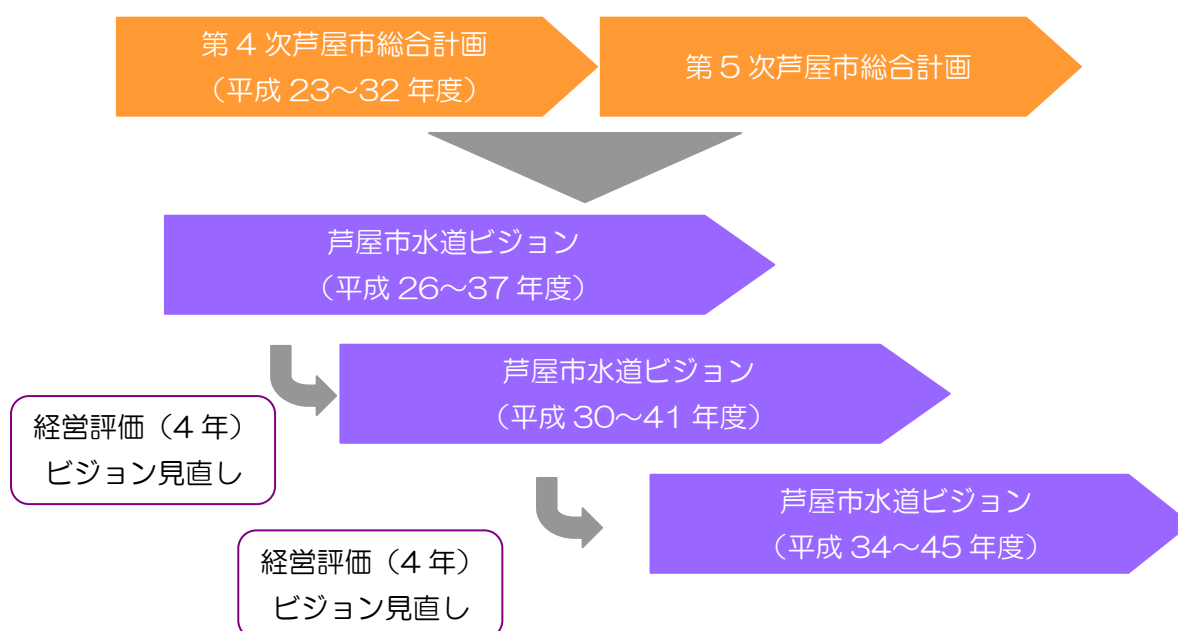 第 4 次芦屋市総合計画
（平成 23～32 年度）
第 5 次芦屋市総合計画
芦屋市水道ビジョン
（平成 26～37 年度）
芦屋市水道ビジョン
（平成 30～41 年度）
経営評価（4 年）
ビジョン見直し
芦屋市水道ビジョン
（平成 34～45 年度）
経営評価（4 年）
ビジョン見直し